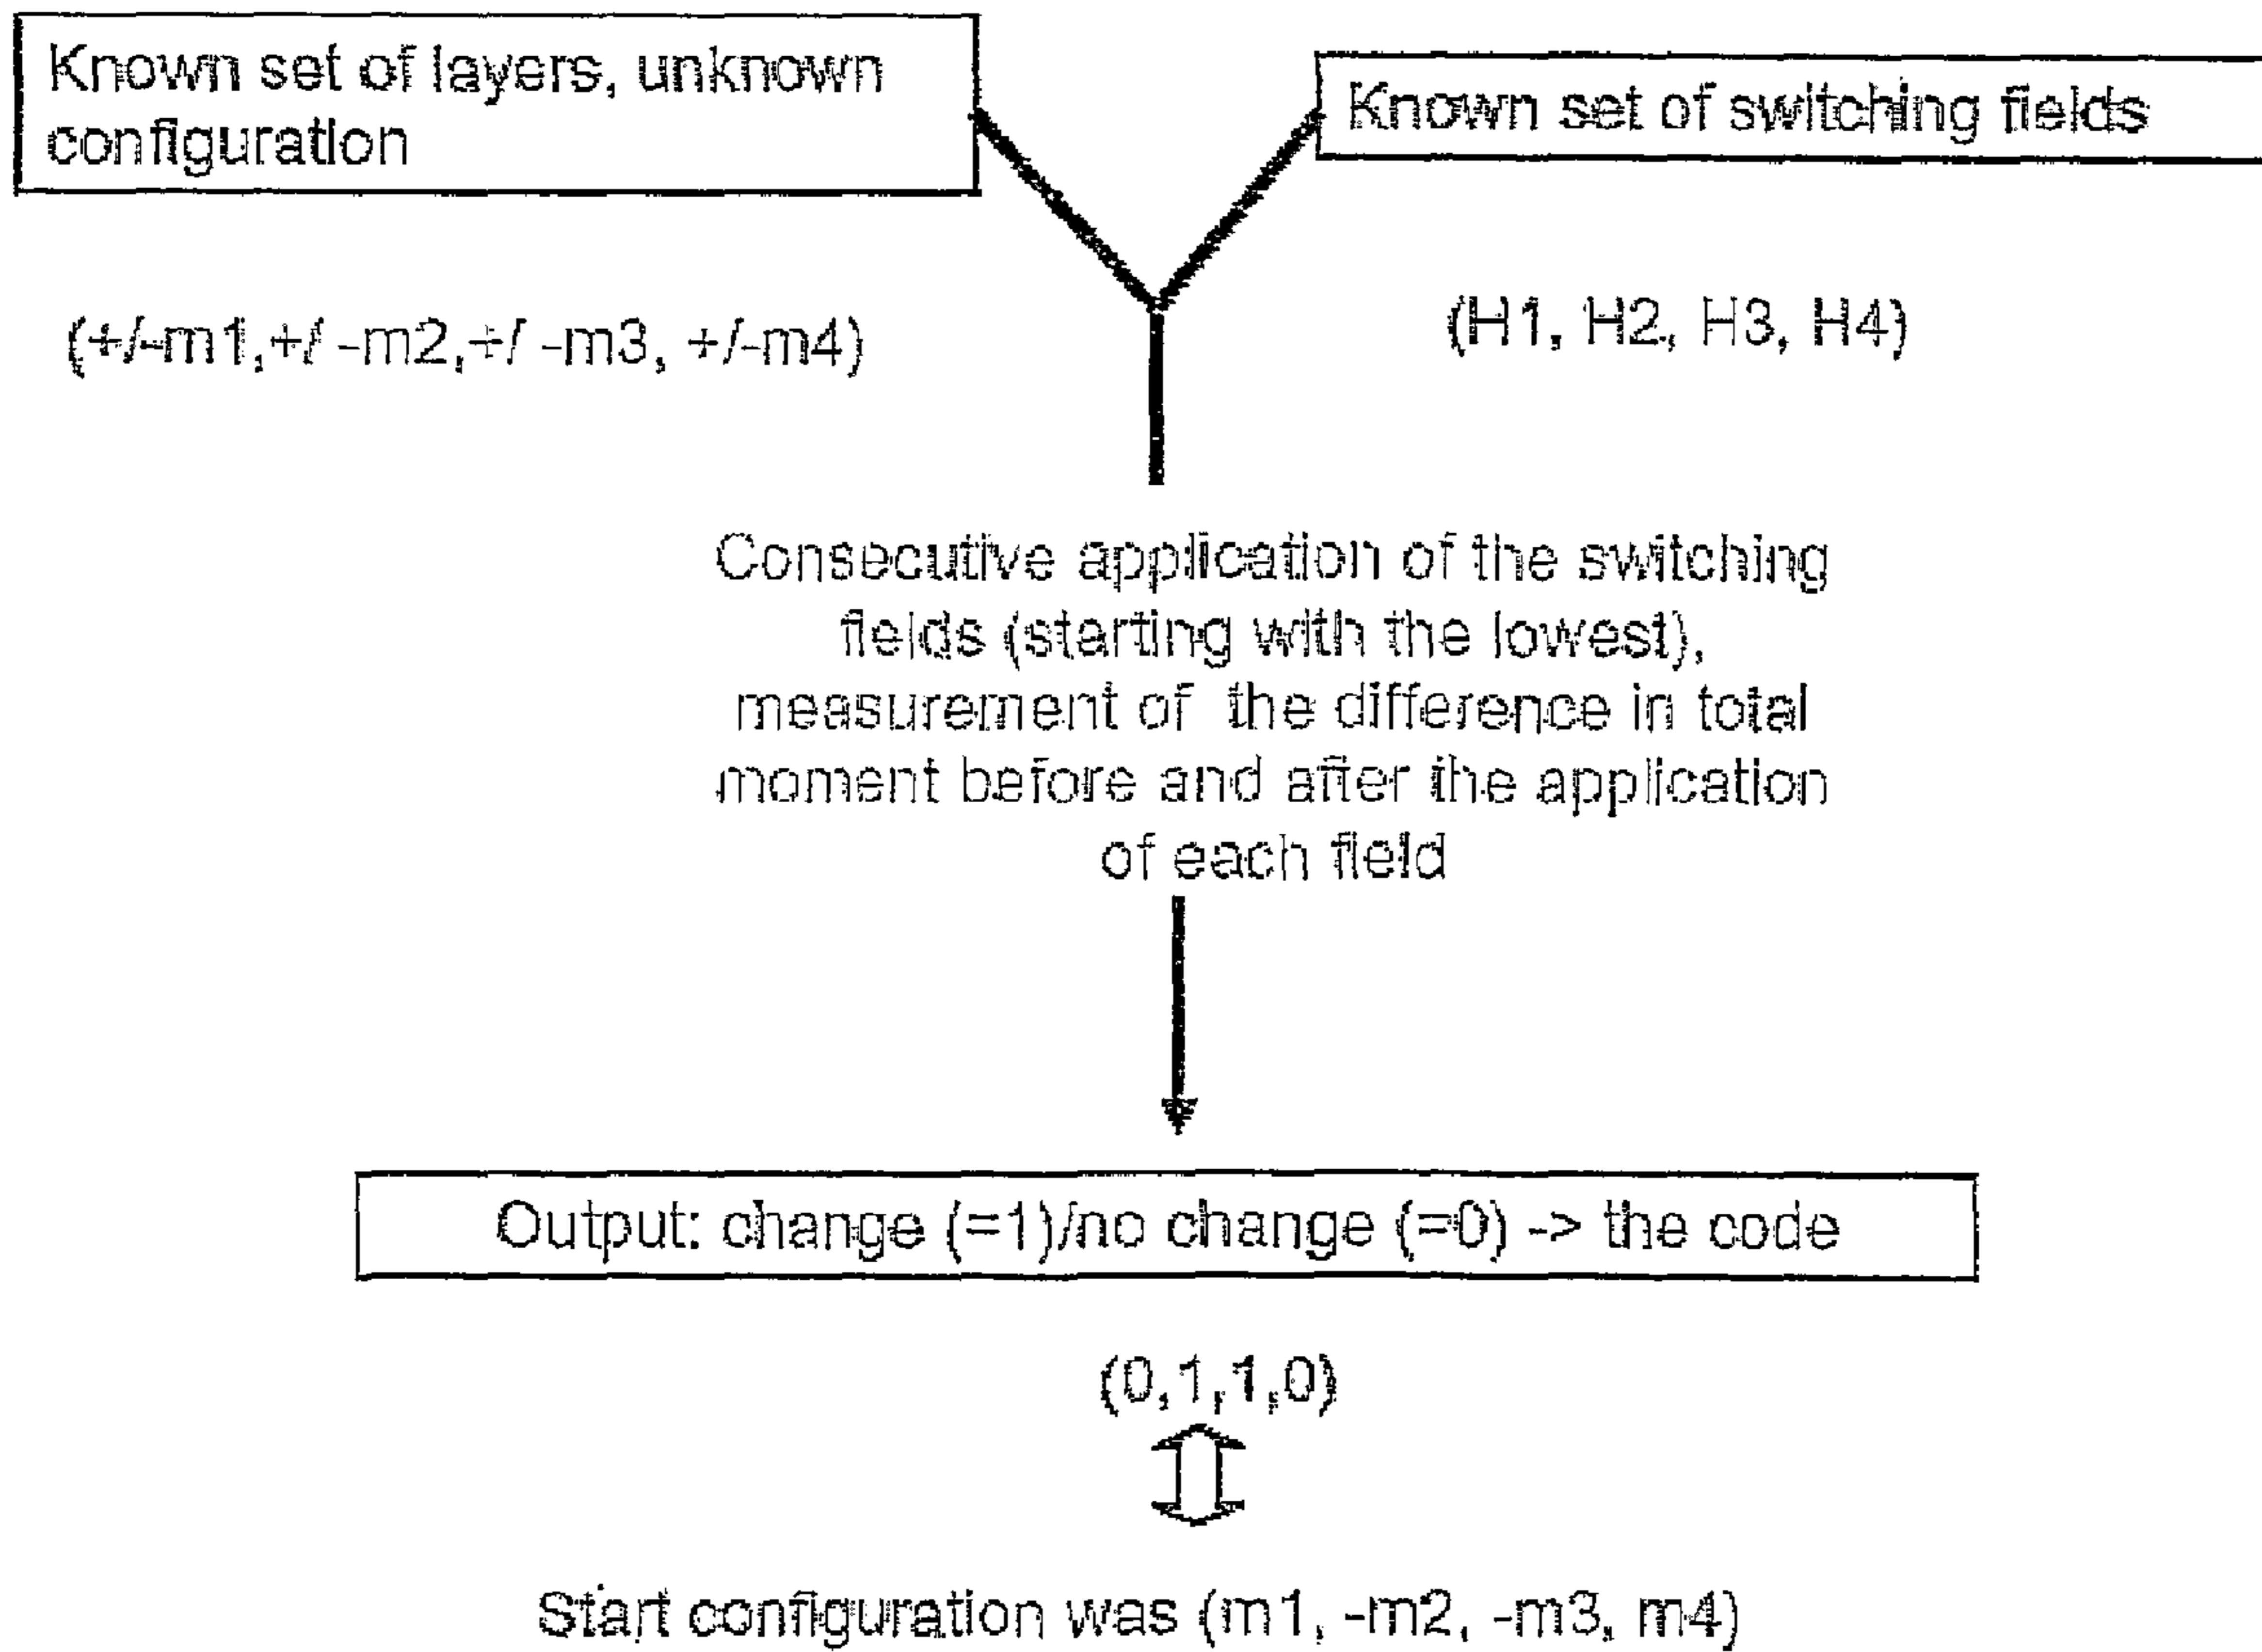 Known set of layers, unknown
configuration
Known set of switching fields
(+/-m1,+/ -m2,+/ -m3, +/-m4)
(H1, H2, H3, H4)
Consecutive application of the switching
fields (starting with the lowest),
measurement of the difference in total
moment before and after the application
of each field
Output: change (=1)/no change (=0) -> the code
(0,1,1,0)
Start configuration was (m1, -m2, -m3, m4)